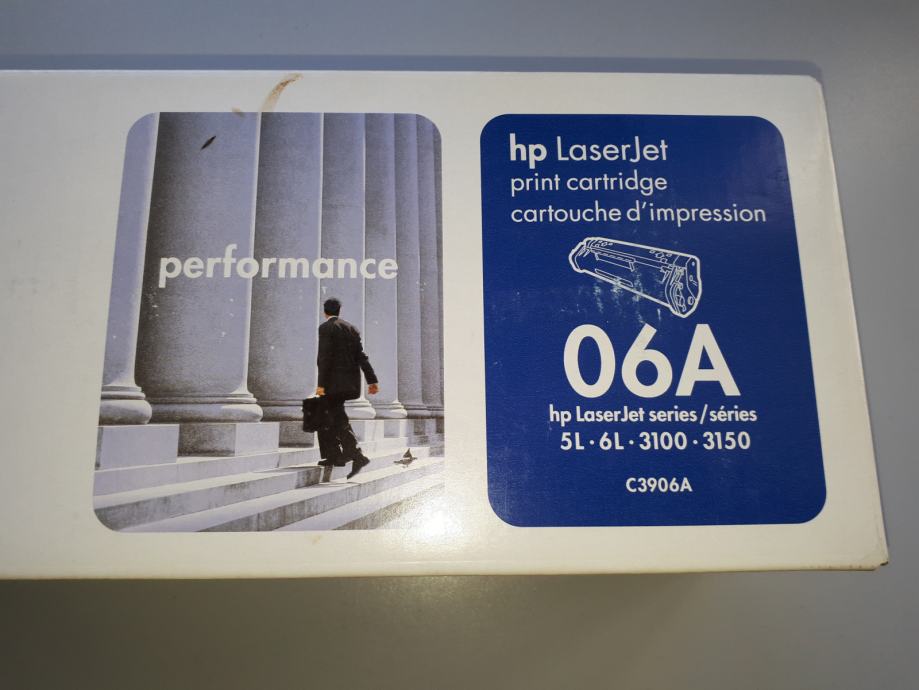 performance
hp LaserJet
print cartridge
cartouche d'impression
06A
hp LaserJet series/séries
5L·6L·3100·3150
C3906A